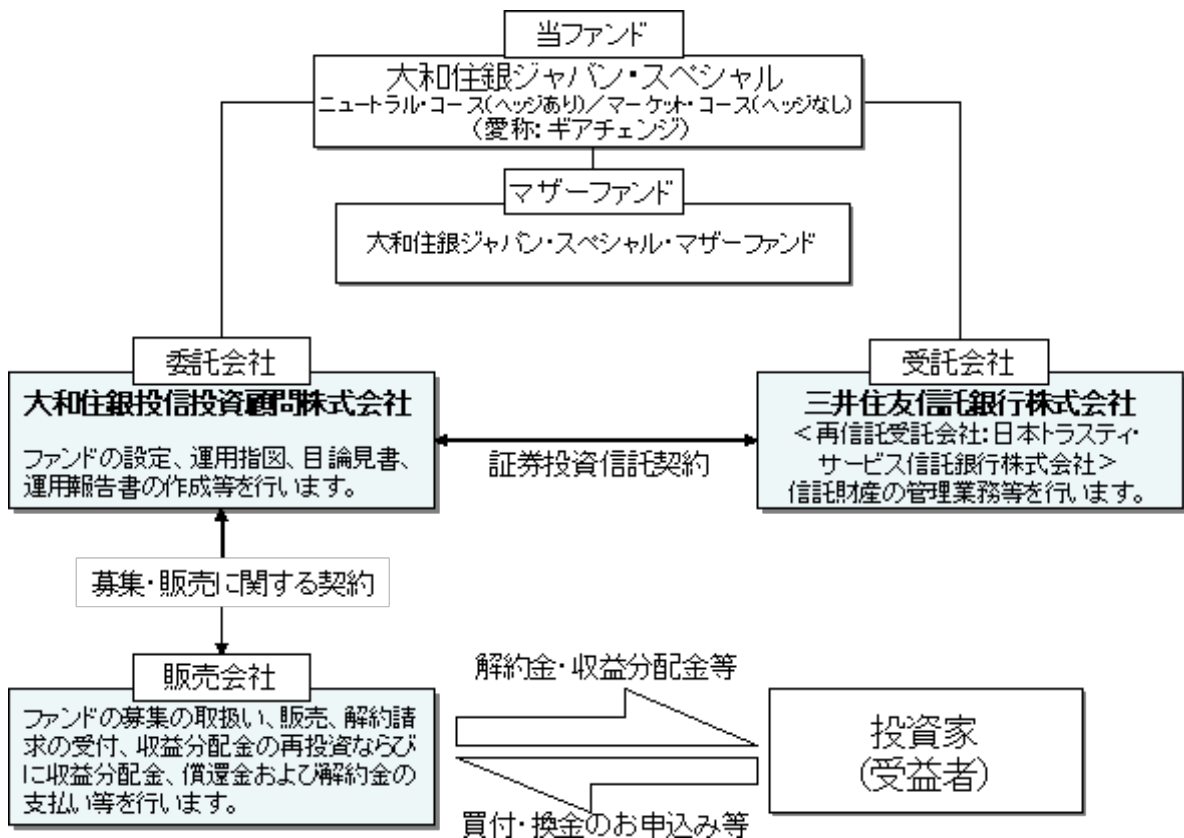 当ファンド
大和住銀ジャパン・スペシャル
ニュートラル・コース(ヘッジあり)／マーケット・コース(ヘッジなし)
(愛称：ギアチェンジ)
マザーファンド
大和住銀ジャパン・スペシャル・マザーファンド
委託会社
大和住銀投信投資顧問株式会社
ファンドの設定、運用指図、目論見書、
運用報告書の作成等を行います。
証券投資信託契約
受託会社
三井住友信託銀行株式会社
＜再信託受託会社：日本トラスティ・
サービス信託銀行株式会社＞
信託財産の管理業務等を行います。
募集・販売に関する契約
販売会社
ファンドの募集の取扱い、販売、解約請
求の受付、収益分配金の再投資ならび
に収益分配金、償還金および解約金の
支払い等を行います。
解約金・収益分配金等
買付・換金のお申込み等
投資家
(受益者)